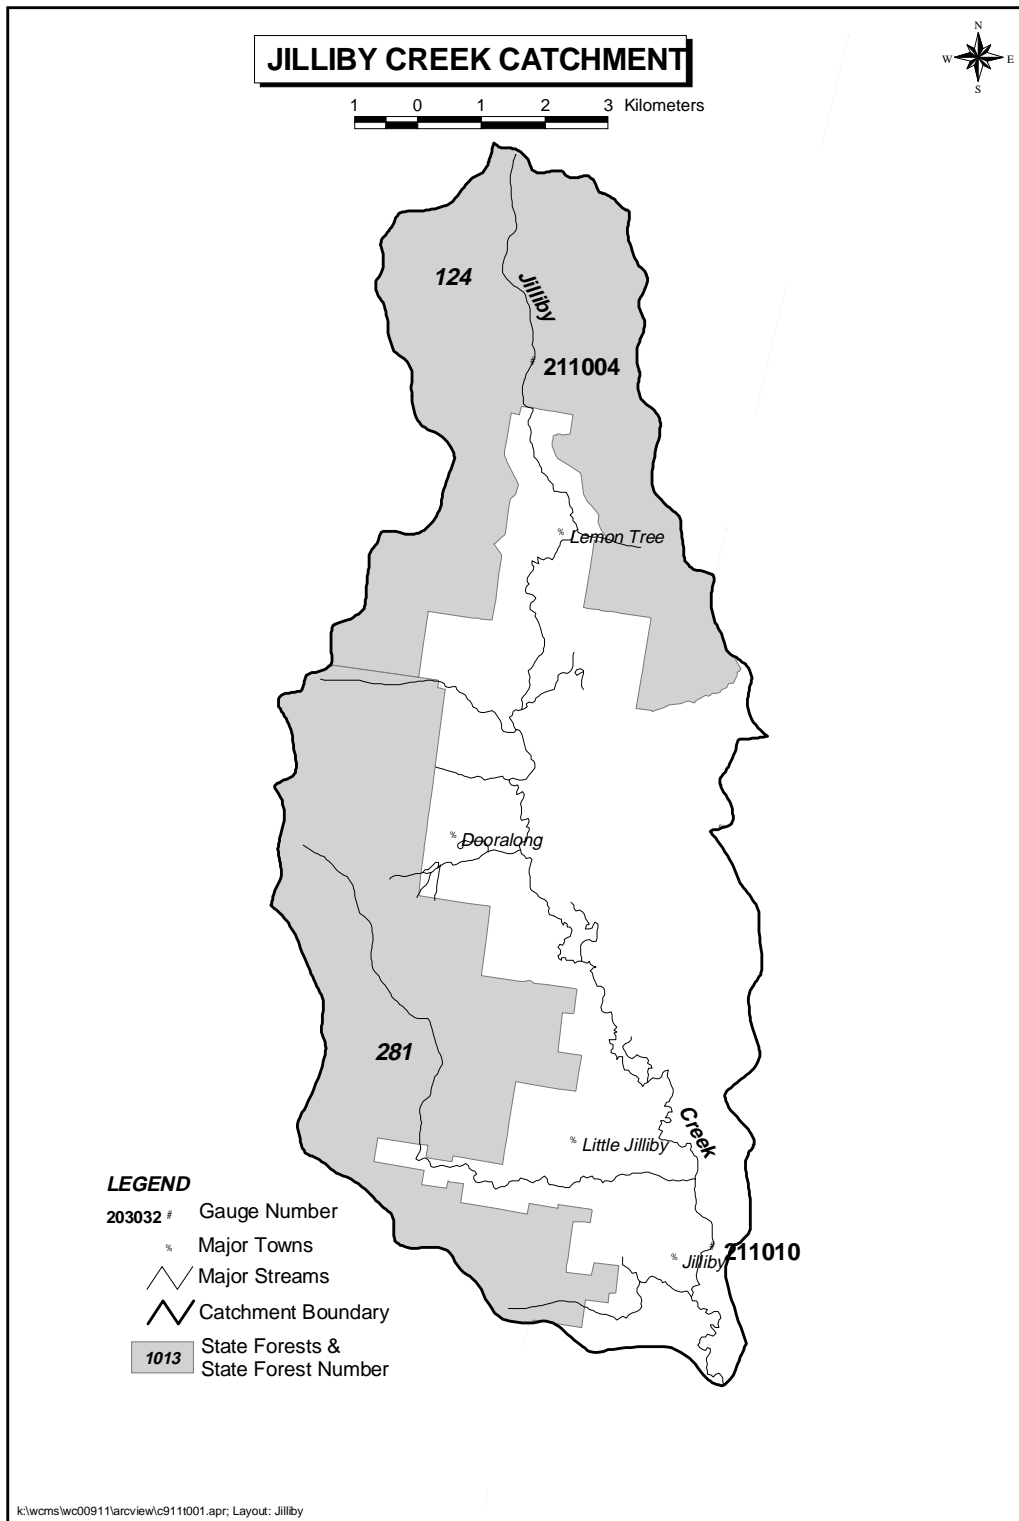 N
JILLIBY CREEK CATCHMENT
W E
S
1 0 1 2 3 Kilometers
124
Jilliby
# 211004
% Lemon Tree
%
% Dooralong
281
Creek
% Little Jilliby
LEGEND
203032 # Gauge Number
% Major Towns
# 211010
% Jilliby
Major Streams
Catchment Boundary
1013 State Forests &
State Forest Number
k:\wcms\wc00911\arcview\c911t001.apr; Layout: Jilliby